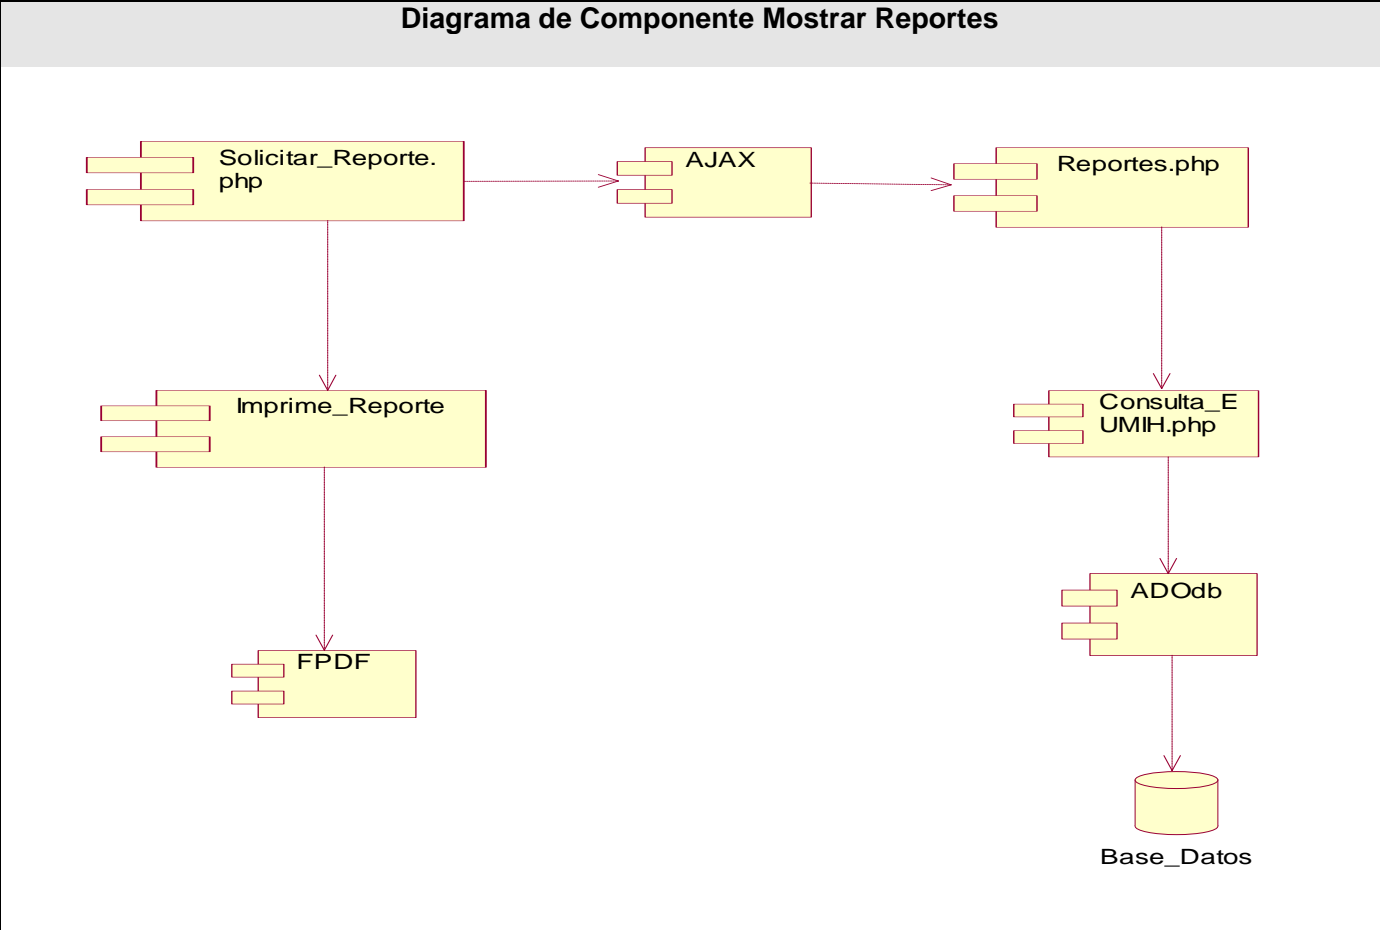 Diagrama de Componente Mostrar Reportes
Solicitar_Reporte.
php
AJAX
Reportes.php
Imprime_Reporte
Consulta_E
UMIH.php
ADOdb
FPDF
Base_Datos